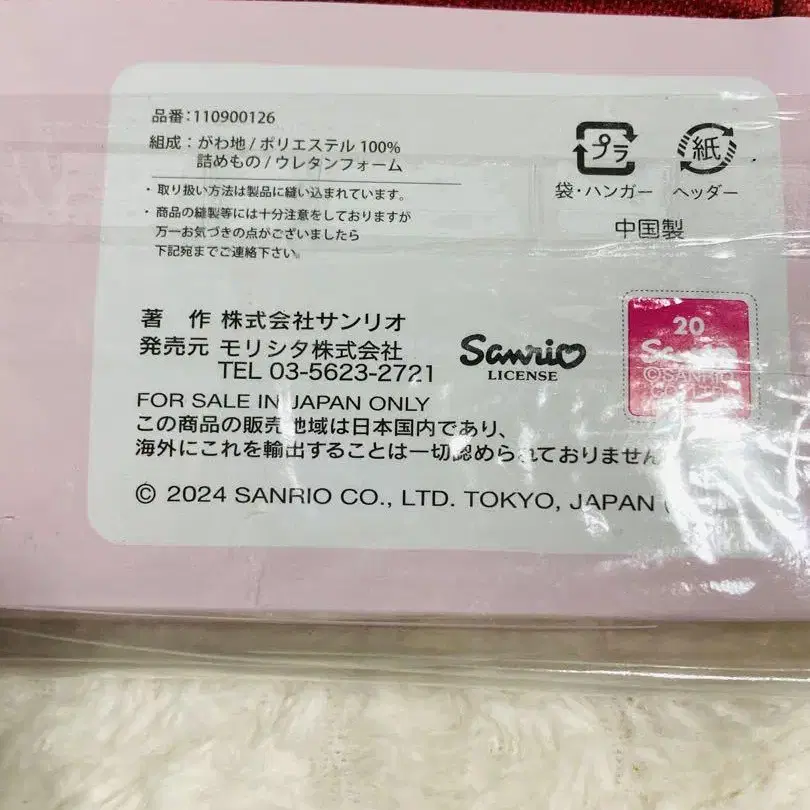 品番:110900126
組成:がわ地/ポリエステル 100%
詰めもの/ウレタンフォーム
・取り扱い方法は製品に縫い込まれています。
・商品の縫製等には十分注意をしておりますが
万一お気づきの点がございましたら
下記宛までご連絡下さい。
プラ
袋・ハンガー
紙
ヘッダー
中国製
著 作 株式会社サンリオ
発売元 モリシタ株式会社
TEL 03-5623-2721
Sanrio
LICENSE
20
Sanrio
©SANRIO
CO., LTD.
FOR SALE IN JAPAN ONLY
この商品の販売地域は日本国内であり、
海外にこれを輸出することは一切認められておりません
© 2024 SANRIO CO., LTD. TOKYO, JAPAN (